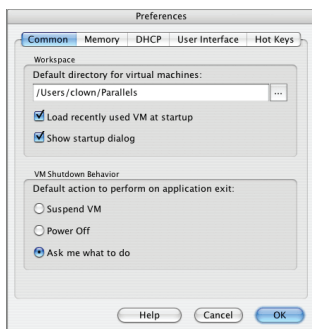 Preferences
Common Memory DHCP User Interface Hot Keys
Workspace
Default directory for virtual machines:
/Users/clown/Parallels ...
Load recently used VM at startup
Show startup dialog
VM Shutdown Behavior
Default action to perform on application exit:
Suspend VM
Power Off
Ask me what to do
Help Cancel OK